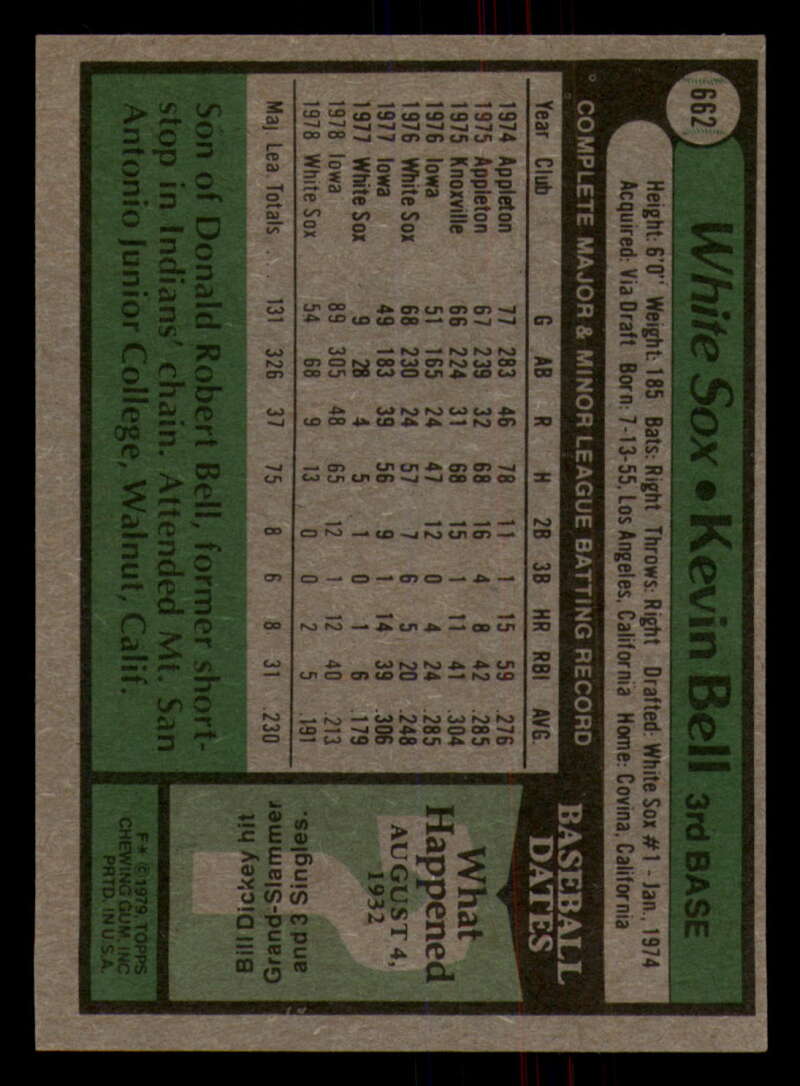 662
White Sox • Kevin Bell 3rd BASE
Height: 6'0" Weight: 185 Bats: Right Throws: Right Drafted: White Sox #1 - Jan., 1974
Acquired: Via Draft Born: 7-13-55, Los Angeles, California Home: Covina, California
COMPLETE MAJOR & MINOR LEAGUE BATTING RECORD
Year Club G AB R H 2B 3B HR RBI AVG.
1974 Appleton 77 283 46 78 11 1 15 59 .276
1975 Appleton 67 239 32 68 16 4 8 42 .285
1975 Knoxville 66 224 31 68 15 1 11 41 .304
1976 Iowa 51 165 24 47 12 0 4 24 .285
1976 White Sox 68 230 24 57 7 6 5 20 .248
1977 Iowa 49 183 39 56 9 1 14 39 .306
1977 White Sox 9 28 4 5 1 0 1 6 .179
1978 Iowa 89 305 48 65 12 1 12 40 .213
1978 White Sox 54 68 9 13 0 0 2 5 .191
Maj Lea Totals . . . 131 326 37 75 8 6 8 31 .230
Son of Donald Robert Bell, former short-
stop in Indians' chain. Attended Mt. San
Antonio Junior College, Walnut, Calif.
BASEBALL
DATES
What
Happened
AUGUST 4,
1932
?
Bill Dickey hit
Grand-Slammer
and 3 Singles.
F* ©1979, TOPPS
CHEWING GUM, INC
PRTD. IN U.S.A.